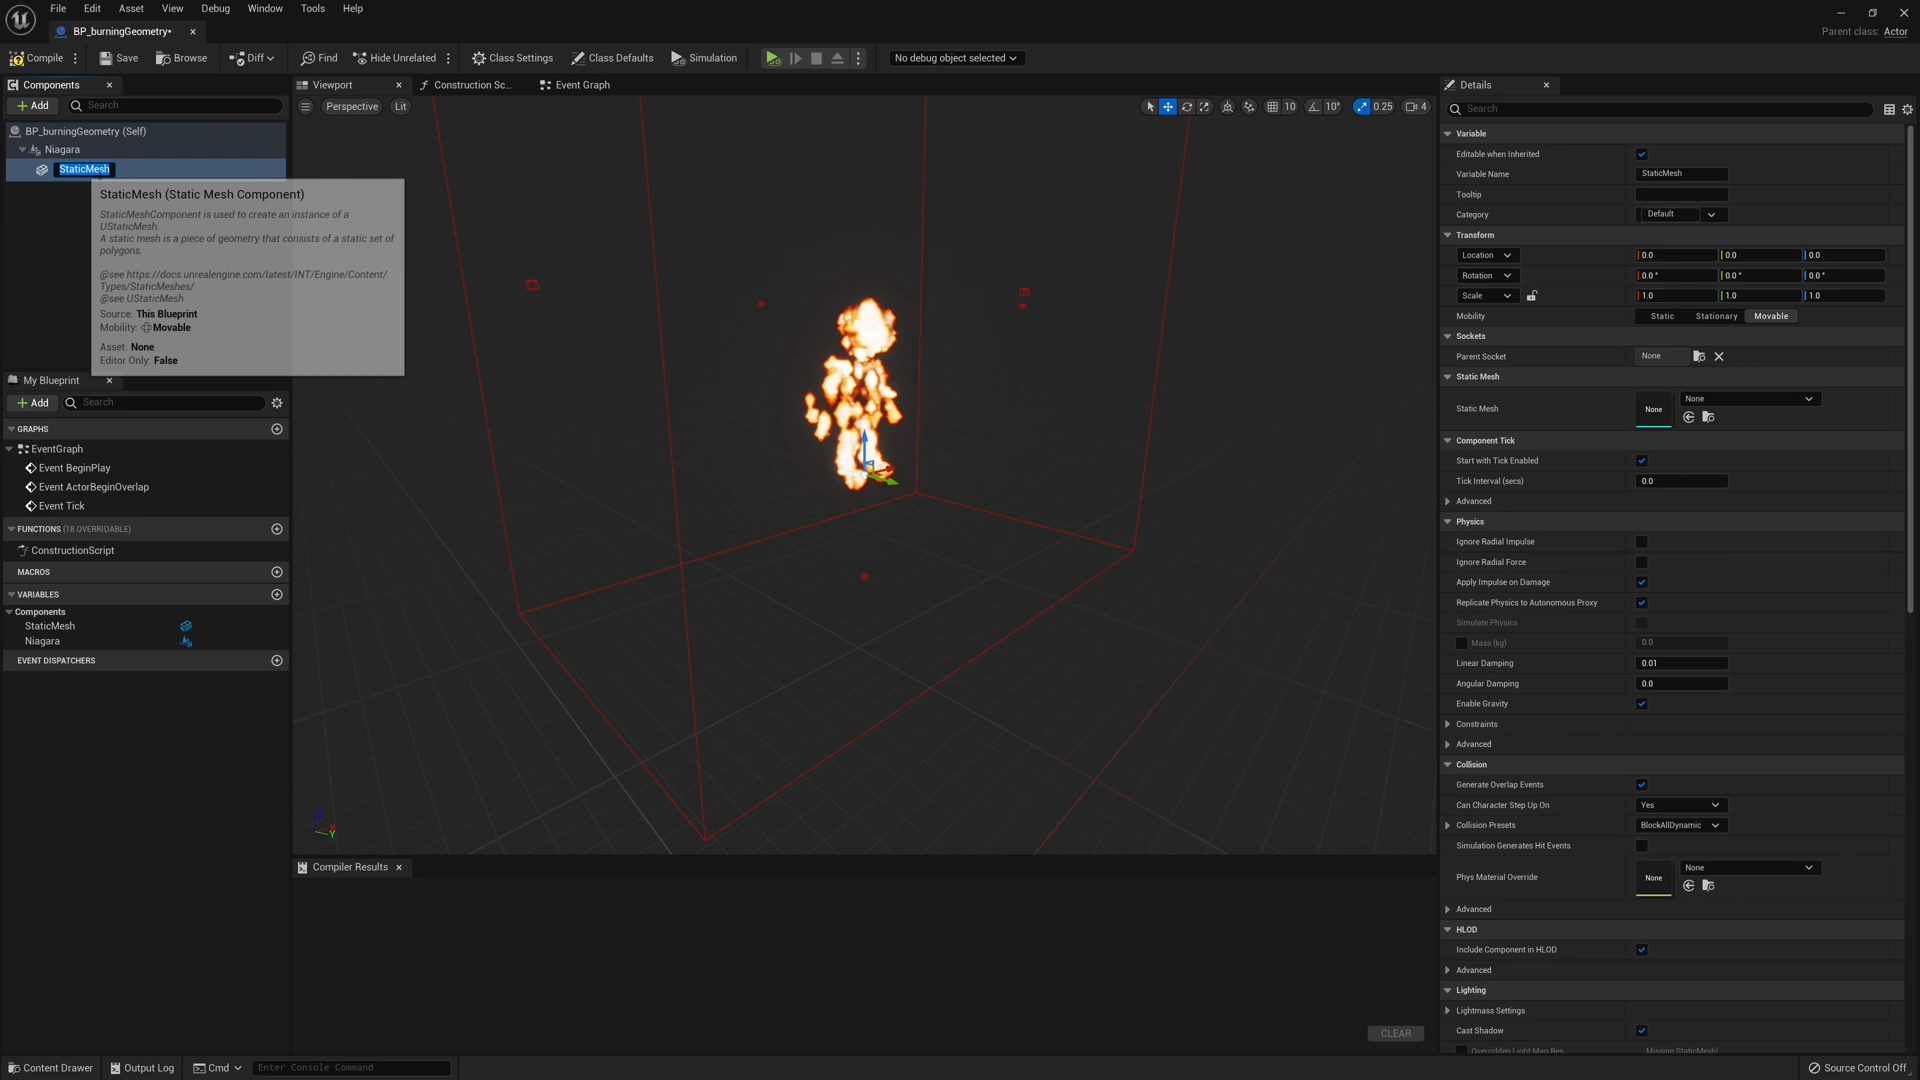 File Edit Asset View Debug Window Tools Help
BP_burningGeometry*
Parent class: Actor
Compile Save Browse Diff Find Hide Unrelated Class Settings Class Defaults Simulation No debug object selected
Components
Add Search
BP_burningGeometry (Self)
Niagara
StaticMesh
StaticMesh (Static Mesh Component)
StaticMeshComponent is used to create an instance of a
UStaticMesh.
A static mesh is a piece of geometry that consists of a static set of
polygons.
@see https://docs.unrealengine.com/latest/INT/Engine/Content/
Types/StaticMeshes/
@see UStaticMesh
Source: This Blueprint
Mobility: Movable
Asset: None
Editor Only: False
My Blueprint
Add Search
GRAPHS
EventGraph
Event BeginPlay
Event ActorBeginOverlap
Event Tick
FUNCTIONS (18 OVERRIDABLE)
ConstructionScript
MACROS
VARIABLES
Components
StaticMesh
Niagara
EVENT DISPATCHERS
Viewport Construction Sc... Event Graph
Perspective Lit 10 10° 0.25 4
Y
Compiler Results
CLEAR
Details
Search
Variable
Editable when Inherited
Variable Name StaticMesh
Tooltip
Category Default
Transform
Location 0.0 0.0 0.0
Rotation 0.0 ° 0.0 ° 0.0 °
Scale 1.0 1.0 1.0
Mobility Static Stationary Movable
Sockets
Parent Socket None
Static Mesh
Static Mesh None None
Component Tick
Start with Tick Enabled
Tick Interval (secs) 0.0
Advanced
Physics
Ignore Radial Impulse
Ignore Radial Force
Apply Impulse on Damage
Replicate Physics to Autonomous Proxy
Simulate Physics
Mass (kg) 0.0
Linear Damping 0.01
Angular Damping 0.0
Enable Gravity
Constraints
Advanced
Collision
Generate Overlap Events
Can Character Step Up On Yes
Collision Presets BlockAllDynamic
Simulation Generates Hit Events
Phys Material Override None None
Advanced
HLOD
Include Component in HLOD
Advanced
Lighting
Lightmass Settings
Cast Shadow
Overridden Light Map Res Missing StaticMesh!
Content Drawer Output Log Cmd Enter Console Command Source Control Off